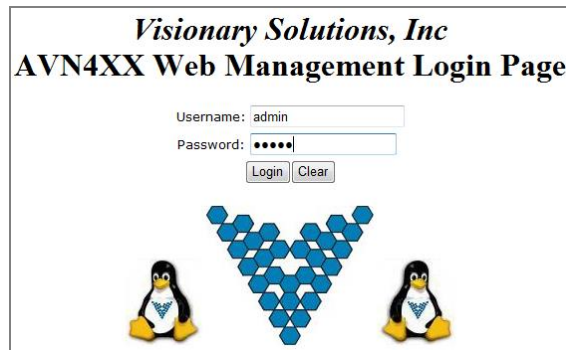 Visionary Solutions, Inc
AVN4XX Web Management Login Page
Username: admin
Password: •••••
Login Clear